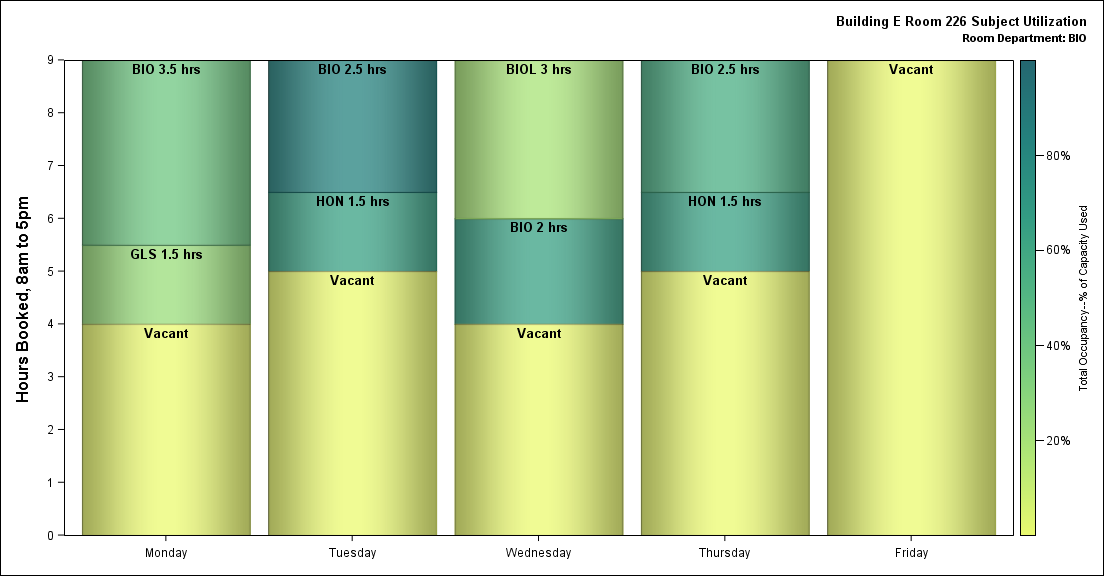 Building E Room 226 Subject Utilization
Room Department: BIO
Hours Booked, 8am to 5pm
9
8
7
6
5
4
3
2
1
0
BIO 3.5 hrs
GLS 1.5 hrs
Vacant
BIO 2.5 hrs
HON 1.5 hrs
Vacant
BIOL 3 hrs
BIO 2 hrs
Vacant
BIO 2.5 hrs
HON 1.5 hrs
Vacant
Vacant
Monday
Tuesday
Wednesday
Thursday
Friday
80%
60%
40%
20%
Total Occupancy--% of Capacity Used